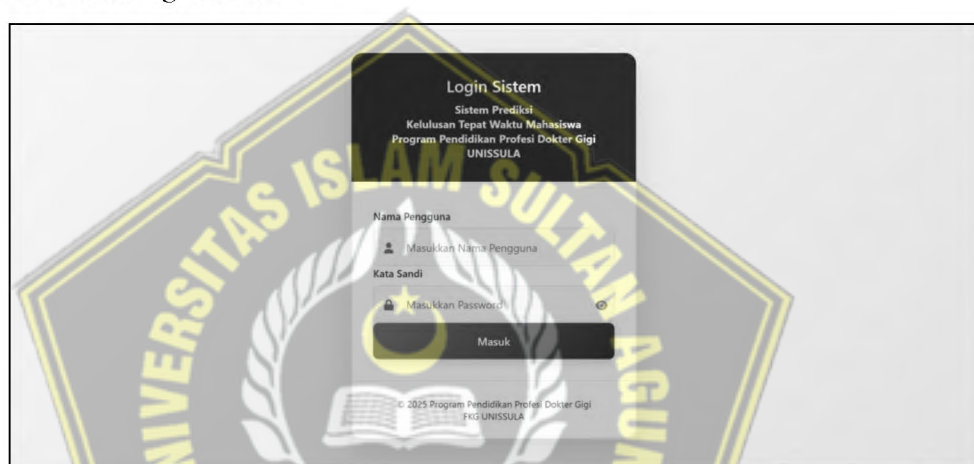 Login Sistem
Sistem Prediksi
Kelulusan Tepat Waktu Mahasiswa
Program Pendidikan Profesi Dokter Gigi
UNISSULA
Nama Pengguna
Masukkan Nama Pengguna
Kata Sandi
Masukkan Password
Masuk
© 2025 Program Pendidikan Profesi Dokter Gigi
FKG UNISSULA
UNIVERSITAS ISLAM SULTAN AGUNG